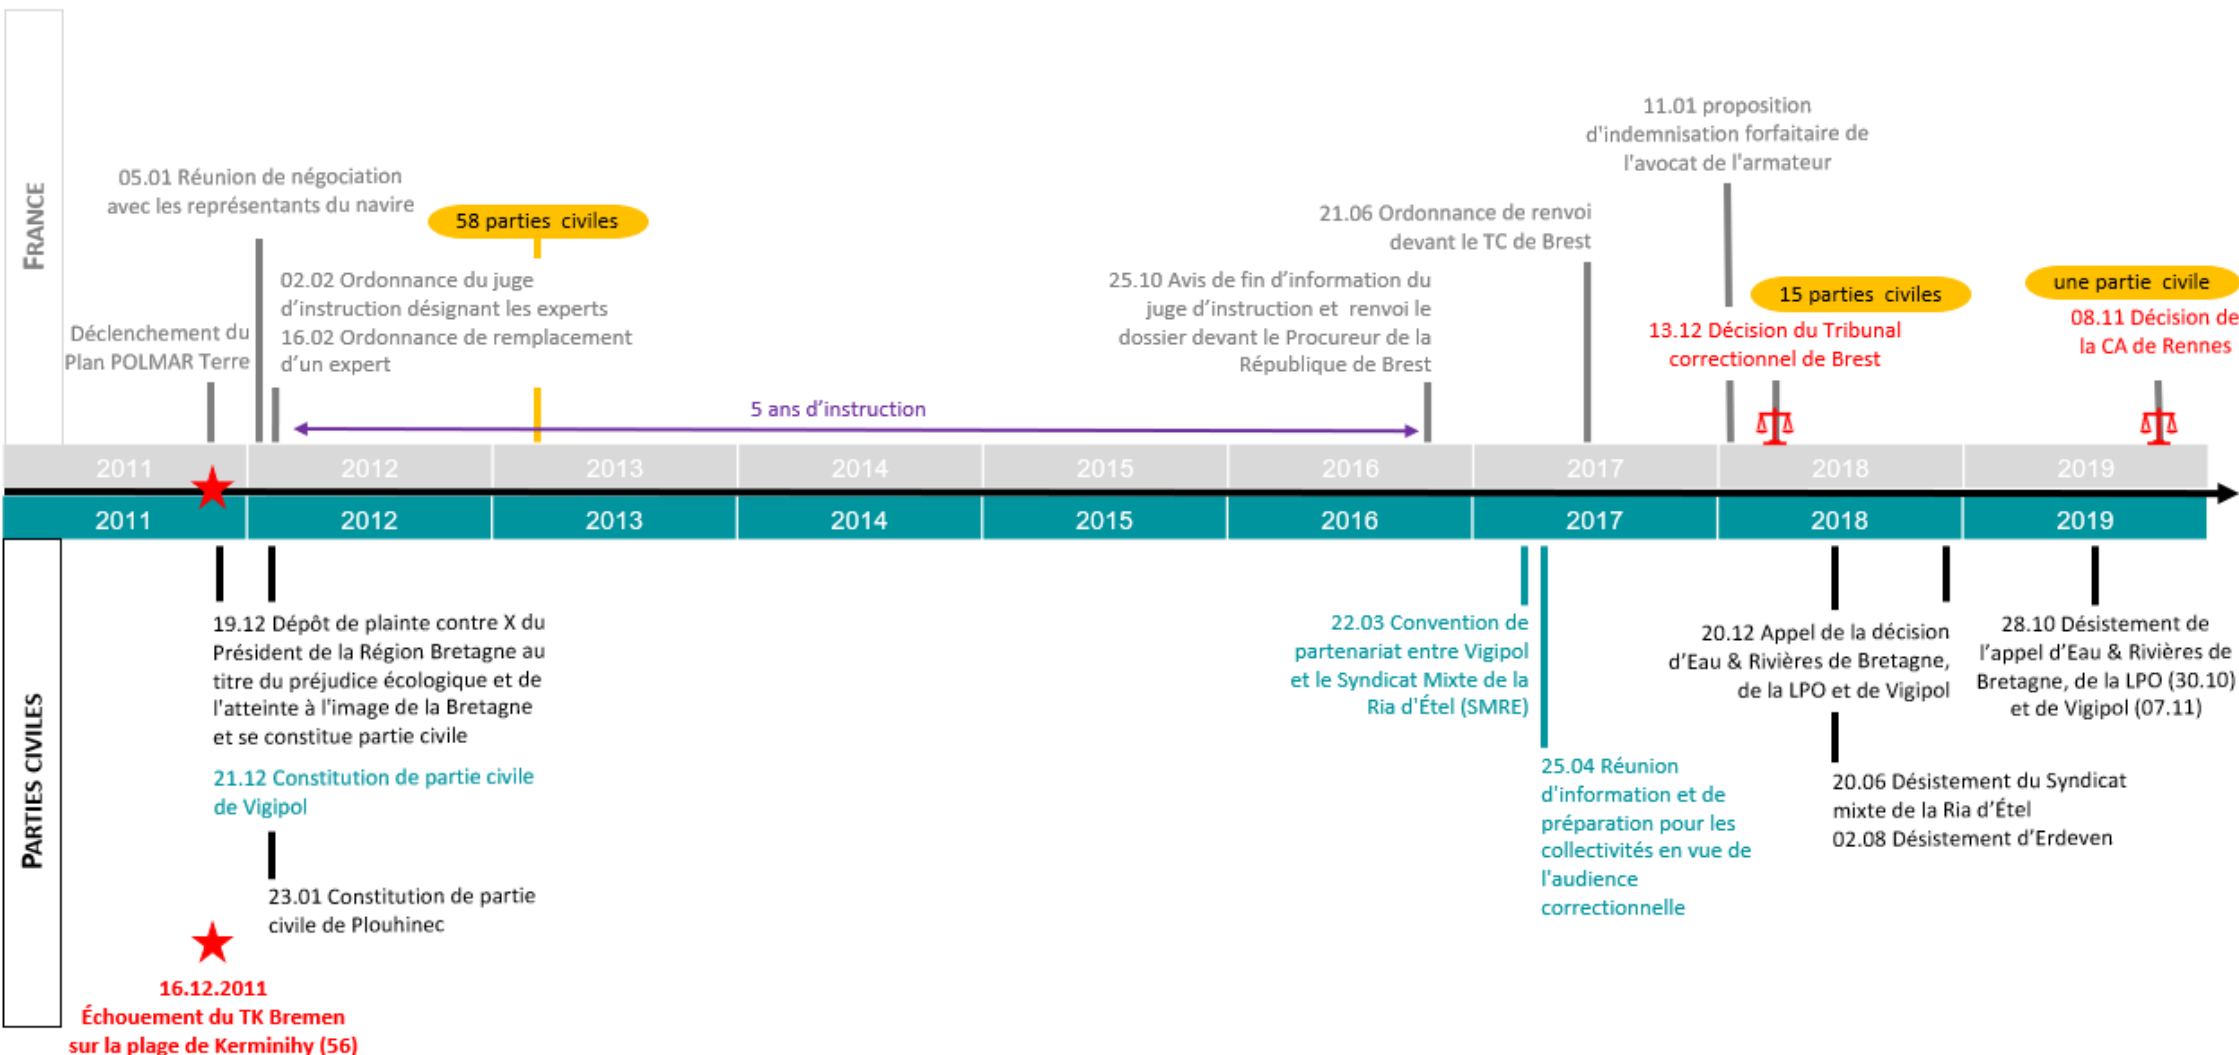 FRANCE
11.01 proposition
d'indemnisation forfaitaire de
l'avocat de l'armateur
05.01 Réunion de négociation
avec les représentants du navire
58 parties civiles
21.06 Ordonnance de renvoi
devant le TC de Brest
02.02 Ordonnance du juge
d’instruction désignant les experts
16.02 Ordonnance de remplacement
d’un expert
25.10 Avis de fin d’information du
juge d’instruction et renvoi le
dossier devant le Procureur de la
République de Brest
15 parties civiles
une partie civile
Déclenchement du
Plan POLMAR Terre
13.12 Décision du Tribunal
correctionnel de Brest
08.11 Décision de
la CA de Rennes
5 ans d’instruction
2011 2012 2013 2014 2015 2016 2017 2018 2019
2011 2012 2013 2014 2015 2016 2017 2018 2019
PARTIES CIVILES
19.12 Dépôt de plainte contre X du
Président de la Région Bretagne au
titre du préjudice écologique et de
l'atteinte à l'image de la Bretagne
et se constitue partie civile
21.12 Constitution de partie civile
de Vigipol
23.01 Constitution de partie
civile de Plouhinec
22.03 Convention de
partenariat entre Vigipol
et le Syndicat Mixte de la
Ria d'Étel (SMRE)
25.04 Réunion
d'information et de
préparation pour les
collectivités en vue de
l'audience
correctionnelle
20.12 Appel de la décision
d’Eau & Rivières de Bretagne,
de la LPO et de Vigipol
20.06 Désistement du Syndicat
mixte de la Ria d’Étel
02.08 Désistement d’Erdeven
28.10 Désistement de
l’appel d’Eau & Rivières de
Bretagne, de la LPO (30.10)
et de Vigipol (07.11)
16.12.2011
Échouement du TK Bremen
sur la plage de Kerminihy (56)